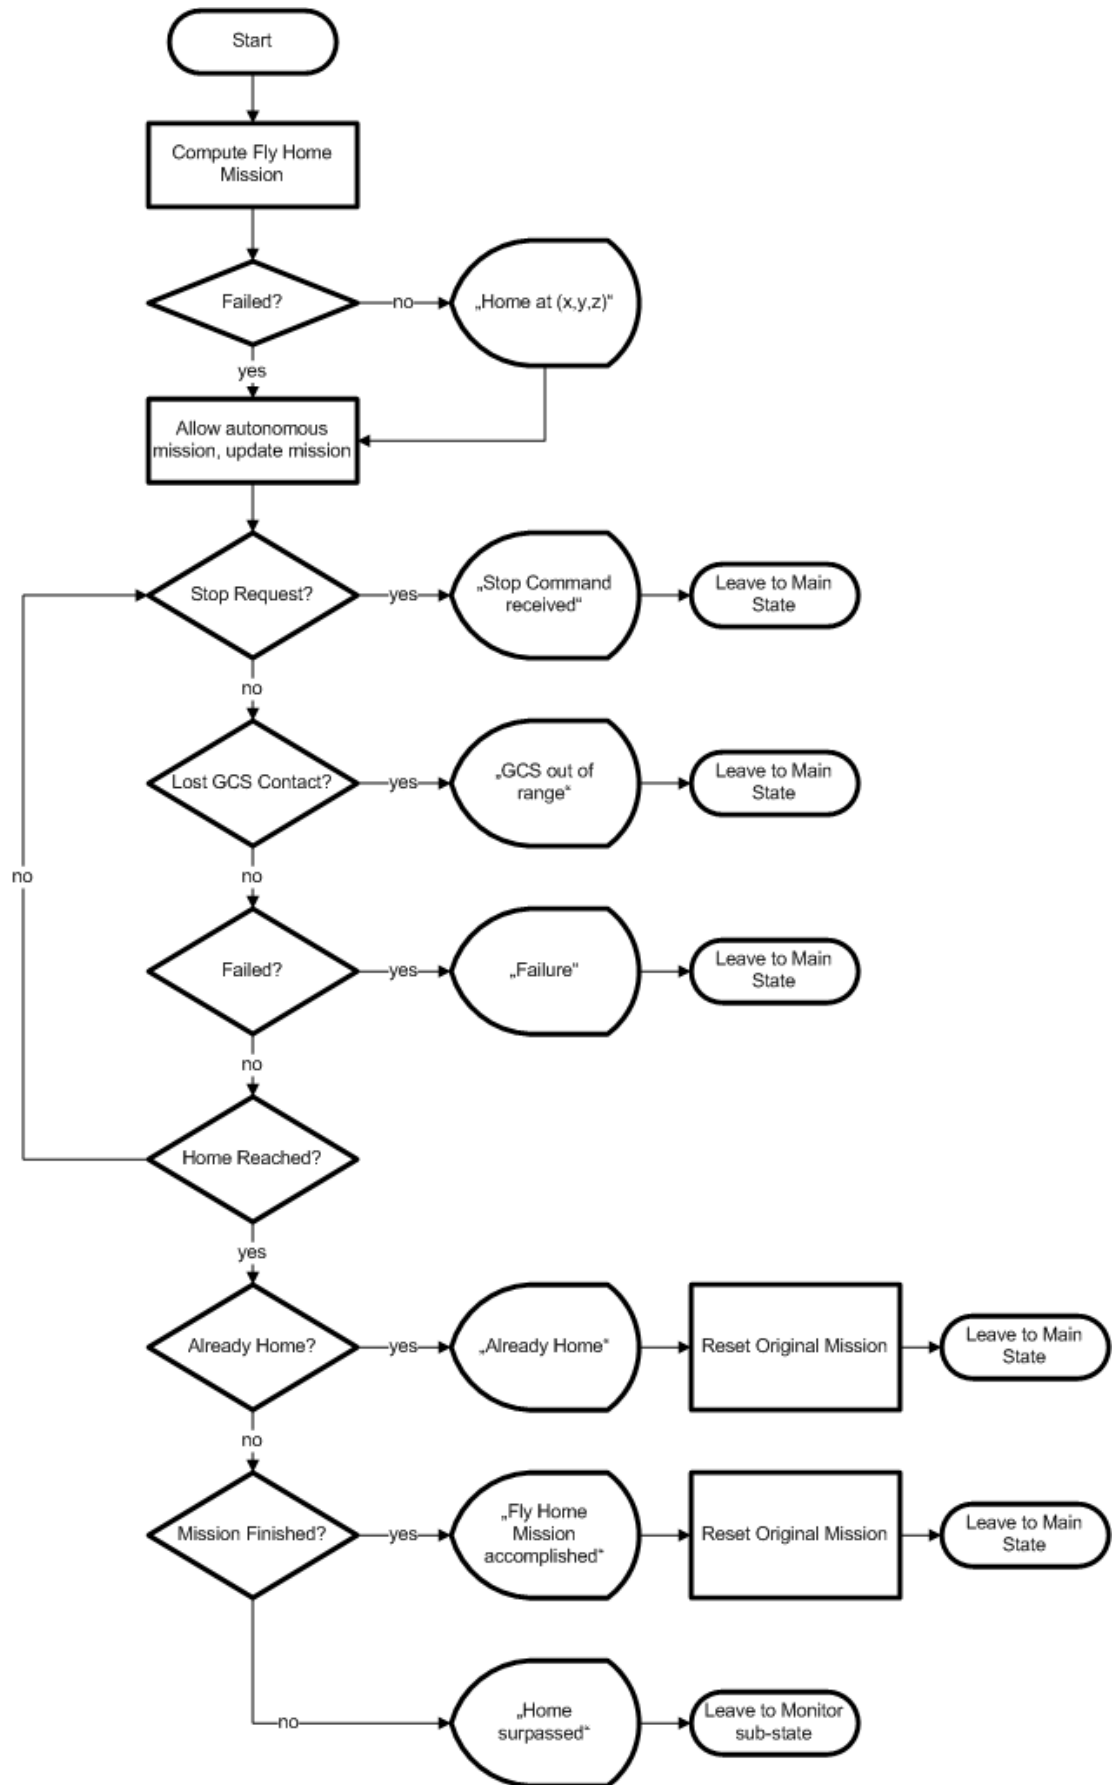 Start
Compute Fly Home
Mission
Failed?
no
„Home at (x,y,z)“
yes
Allow autonomous
mission, update mission
Stop Request?
yes
„Stop Command
received“
Leave to Main
State
no
Lost GCS Contact?
yes
„GCS out of
range“
Leave to Main
State
no
no
Failed?
yes
„Failure“
Leave to Main
State
no
Home Reached?
yes
Already Home?
yes
„Already Home“
Reset Original Mission
Leave to Main
State
no
Mission Finished?
yes
„Fly Home
Mission
accomplished“
Reset Original Mission
Leave to Main
State
no
„Home
surpassed“
Leave to Monitor
sub-state